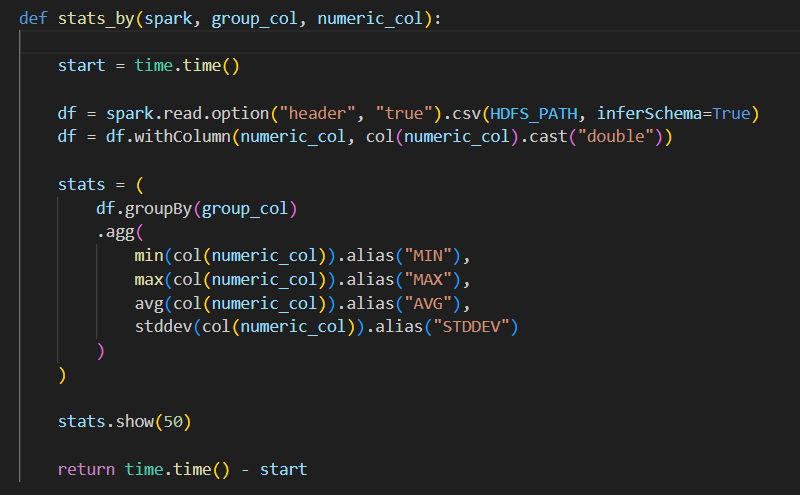 def stats_by(spark, group_col, numeric_col):
start = time.time()
df = spark.read.option("header", "true").csv(HDFS_PATH, inferSchema=True)
df = df.withColumn(numeric_col, col(numeric_col).cast("double"))
stats = (
df.groupBy(group_col)
.agg(
min(col(numeric_col)).alias("MIN"),
max(col(numeric_col)).alias("MAX"),
avg(col(numeric_col)).alias("AVG"),
stddev(col(numeric_col)).alias("STDDEV")
)
)
stats.show(50)
return time.time() - start